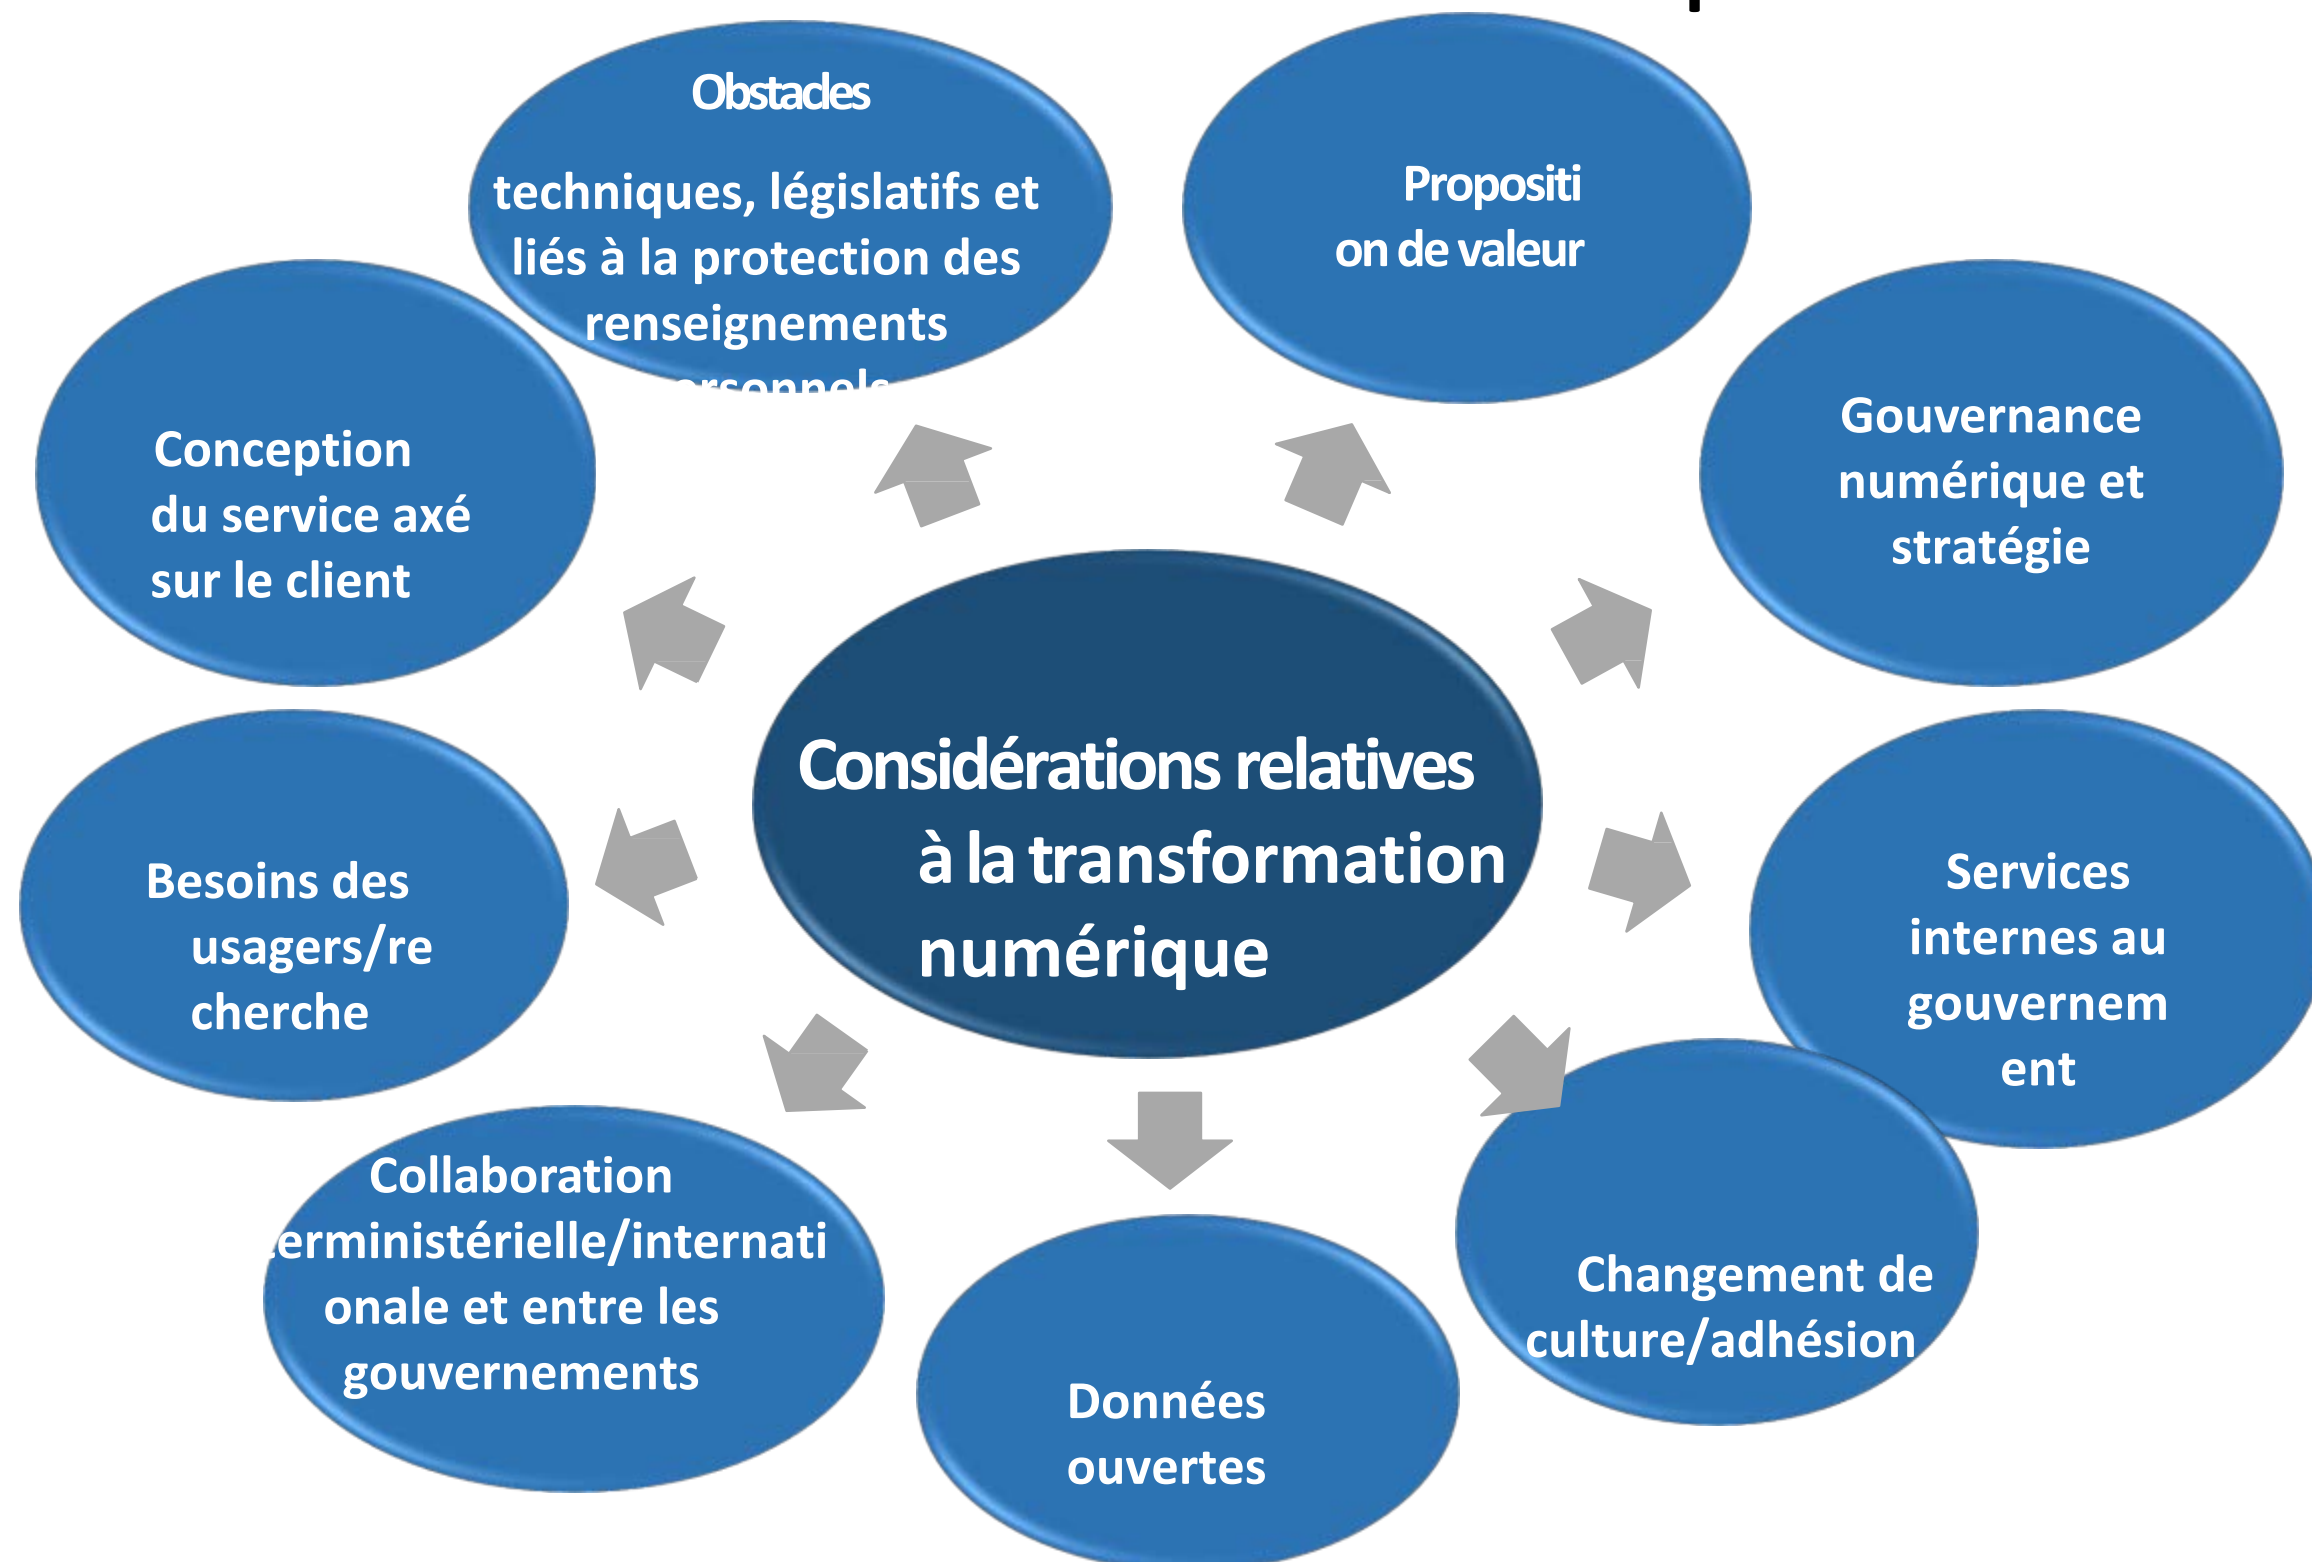 Obstacles
techniques, législatifs et
liés à la protection des
renseignements
Propositi
on de valeur
Gouvernance
numérique et
stratégie
Services
internes au
gouvernem
ent
Changement de
culture/adhésion
Données
ouvertes
Collaboration
erministérielle/internati
onale et entre les
gouvernements
Besoins des
usagers/re
cherche
Conception
du service axé
sur le client
Considérations relatives
à la transformation
numérique